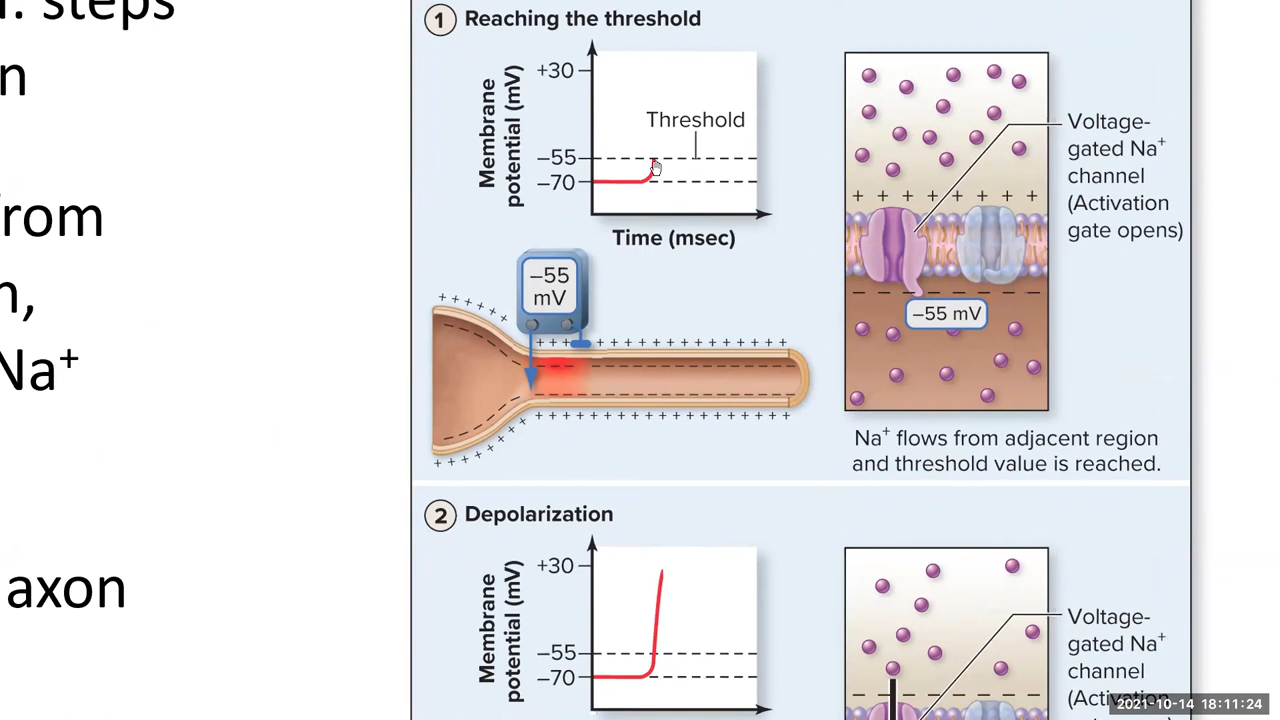 : steps
n
from
n,
Na⁺
axon
1 Reaching the threshold
Membrane potential (mV)
+30
Threshold
–55
–70
Time (msec)
Voltage-
gated Na⁺
channel
(Activation
gate opens)
+ + + + + + + +
–55
mV
–55 mV
Na⁺ flows from adjacent region
and threshold value is reached.
2 Depolarization
Membrane potential (mV)
+30
–55
–70
Voltage-
gated Na⁺
channel
2021-10-14 18:11:24